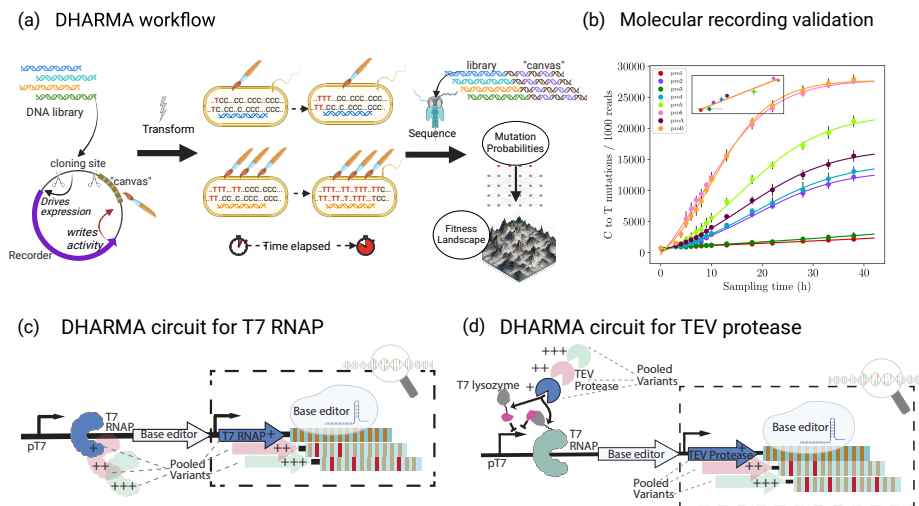 (a) DHARMA workflow
DNA library
cloning site
"canvas"
Drives
expression
writes
activity
Recorder
Transform
Time elapsed
Sequence
library "canvas"
Mutation
Probabilities
Fitness
Landscape
(b) Molecular recording validation
C to T mutations / 1000 reads
30000
25000
20000
15000
10000
5000
0
pro1
pro2
pro3
pro4
pro5
pro6
proA
proB
0 10 20 30 40
Sampling time (h)
(c) DHARMA circuit for T7 RNAP
pT7
T7
RNAP
+
++
+++
Base editor
Pooled
Variants
T7 RNAP +
++
+++
Base editor
(d) DHARMA circuit for TEV protease
+++
++
+
TEV
Protease
Pooled
Variants
T7 lysozyme
pT7
T7
RNAP
Base editor
TEV Protease
++
+++
Pooled
Variants
Base editor